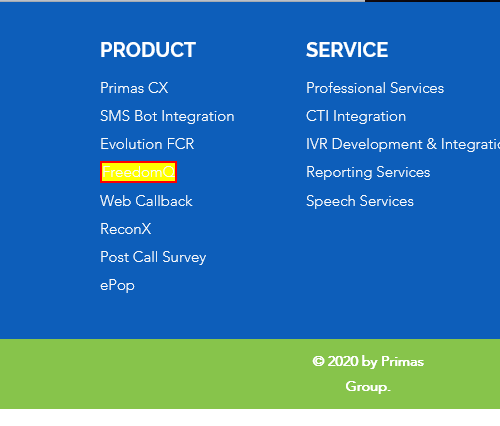 PRODUCT
Primas CX
SMS Bot Integration
Evolution FCR
FreedomQ
Web Callback
ReconX
Post Call Survey
ePop
SERVICE
Professional Services
CTI Integration
IVR Development & Integratio
Reporting Services
Speech Services
© 2020 by Primas
Group.